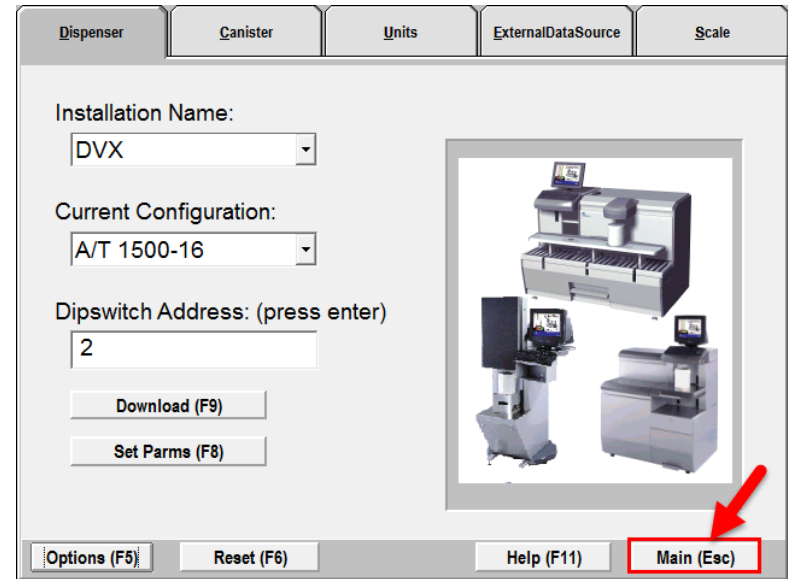 Dispenser
Canister
Units
ExternalDataSource
Scale
Installation Name:
DVX
Current Configuration:
A/T 1500-16
Dipswitch Address: (press enter)
2
Download (F9)
Set Parms (F8)
Options (F5)
Reset (F6)
Help (F11)
Main (Esc)